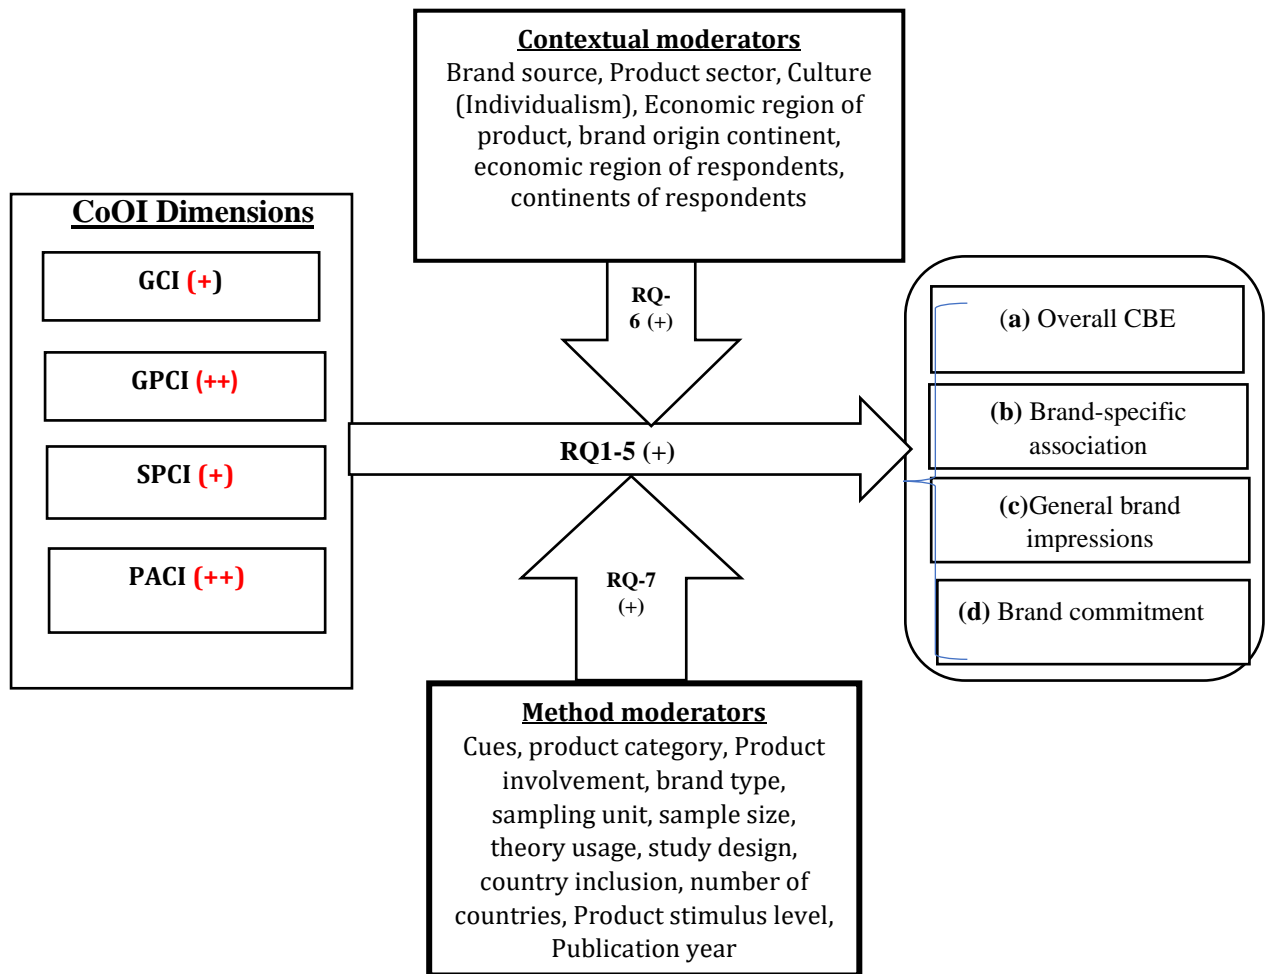 Contextual moderators
Brand source, Product sector, Culture
(Individualism), Economic region of
product, brand origin continent,
economic region of respondents,
continents of respondents
CoOI Dimensions
GCI (+)
GPCI (++)
SPCI (+)
PACI (++)
RQ-
6 (+)
RQ1-5 (+)
RQ-7
(+)
(a) Overall CBE
(b) Brand-specific
association
(c)General brand
impressions
(d) Brand commitment
Method moderators
Cues, product category, Product
involvement, brand type,
sampling unit, sample size,
theory usage, study design,
country inclusion, number of
countries, Product stimulus level,
Publication year